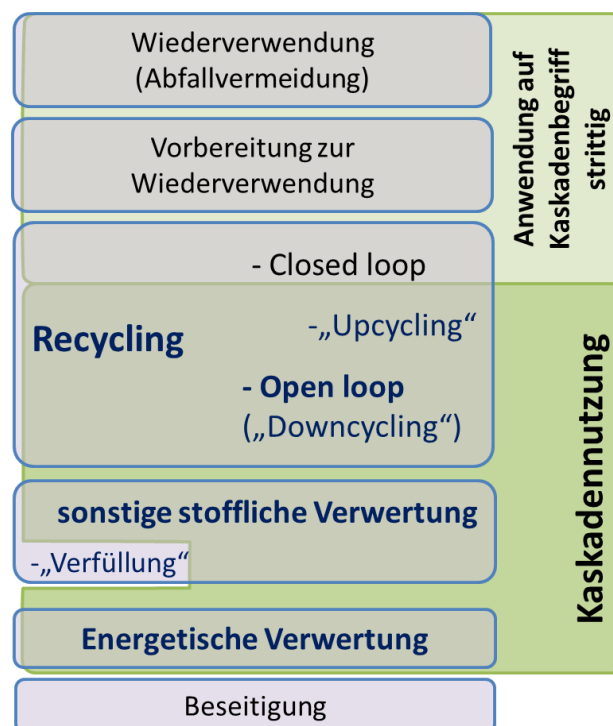 Wiederverwendung
(Abfallvermeidung)
Vorbereitung zur
Wiederverwendung
- Closed loop
Recycling
-„Upcycling“
- Open loop
(„Downcycling“)
sonstige stoffliche Verwertung
-„Verfüllung“
Energetische Verwertung
Beseitigung
Anwendung auf
Kaskadenbegriff
strittig
Kaskadennutzung